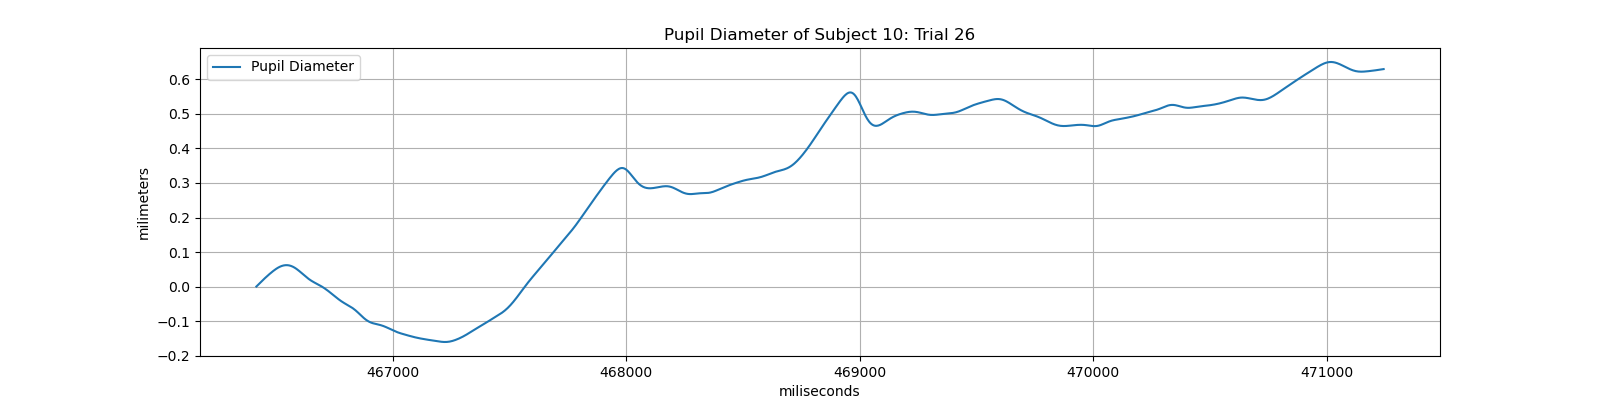 Pupil Diameter of Subject 10: Trial 26
Pupil Diameter
0.6
0.5
0.4
0.3
0.2
0.1
0.0
−0.1
−0.2
milimeters
467000 468000 469000 470000 471000
miliseconds